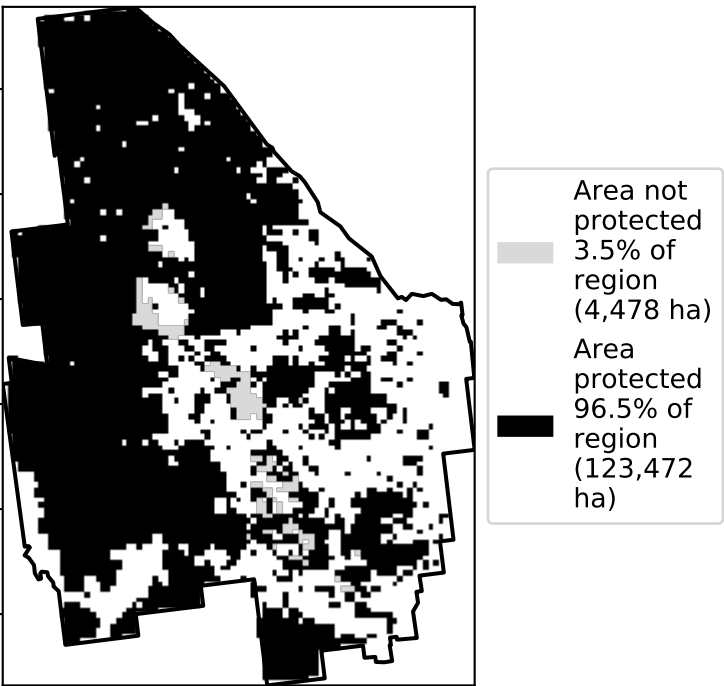 Area not
protected
3.5% of
region
(4,478 ha)
Area
protected
96.5% of
region
(123,472
ha)